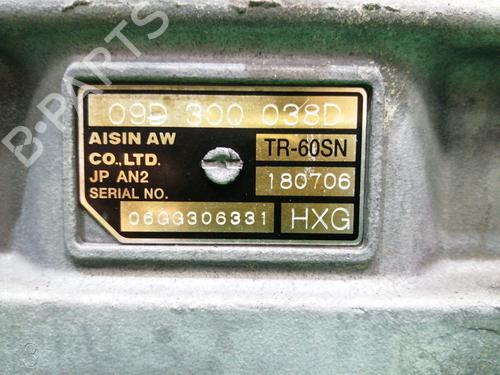 09D 300 038D
AISIN AW
CO.,LTD.
JP AN2
SERIAL NO.
06GG306331
TR-60SN
180706
HXG
B-PARTS